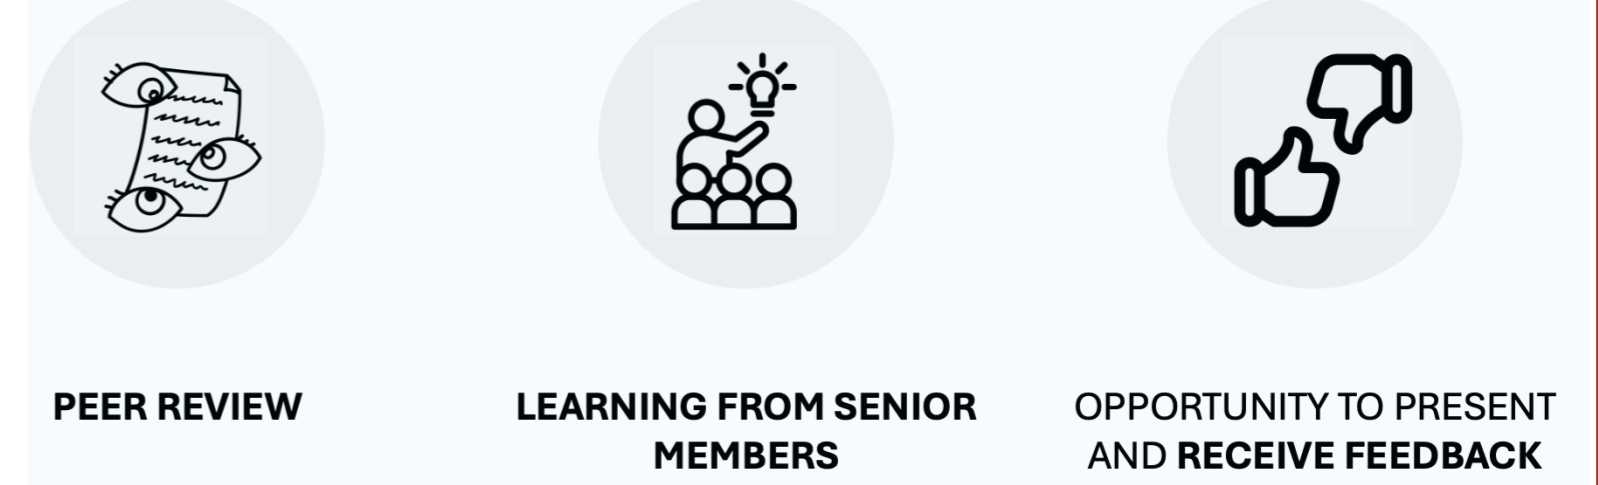 PEER REVIEW
LEARNING FROM SENIOR
MEMBERS
OPPORTUNITY TO PRESENT
AND RECEIVE FEEDBACK